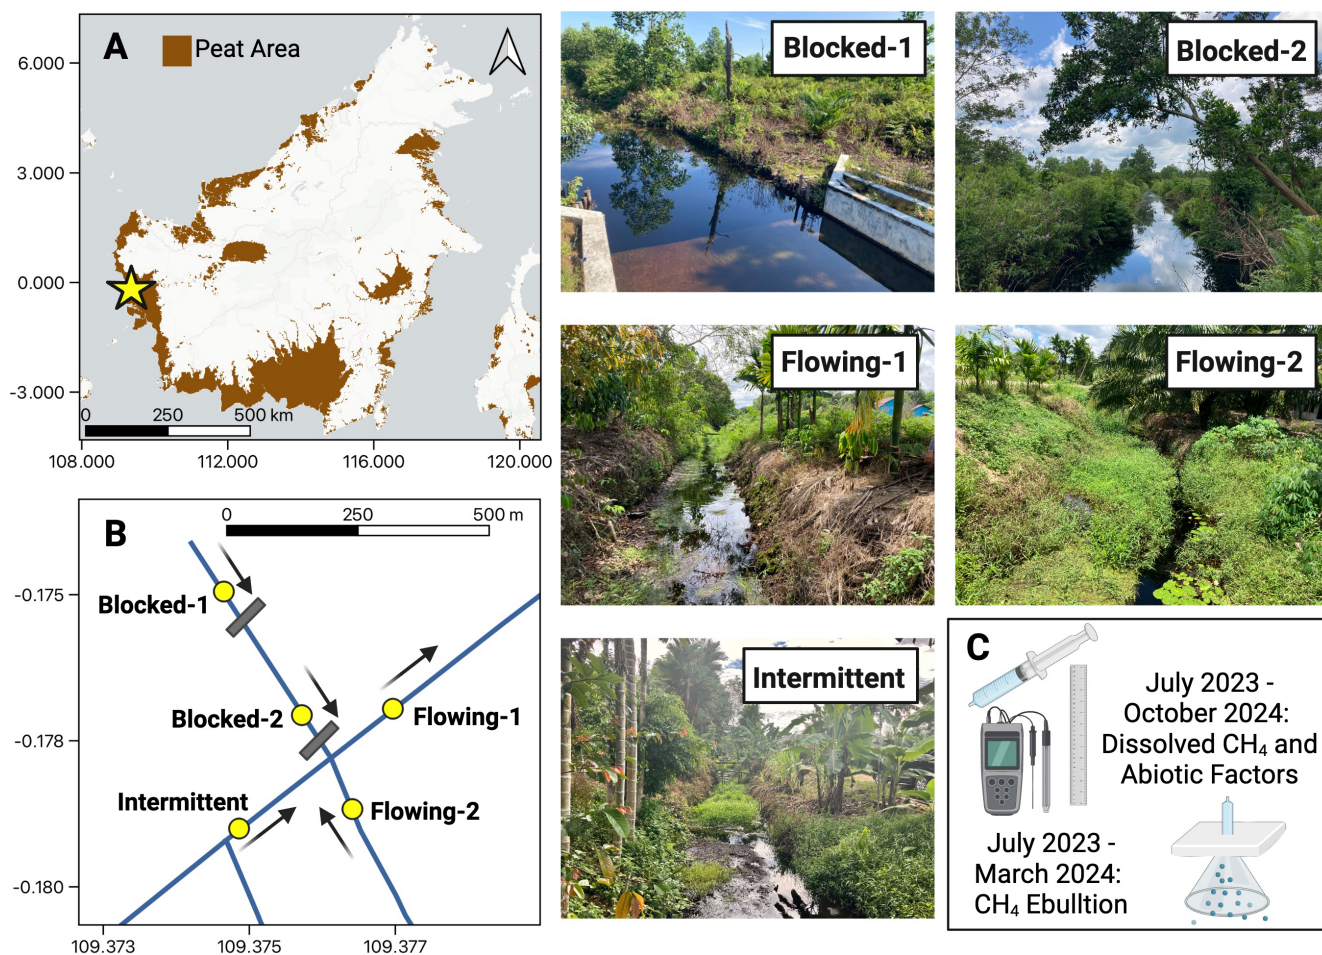 A
Peat Area
6.000
3.000
0.000
-3.000
0 250 500 km
108.000 112.000 116.000 120.000
B
0 250 500 m
Blocked-1
Blocked-2
Flowing-1
Intermittent
Flowing-2
-0.175
-0.178
-0.180
109.373 109.375 109.377
Blocked-1
Blocked-2
Flowing-1
Flowing-2
Intermittent
C
July 2023 -
October 2024:
Dissolved CH₄ and
Abiotic Factors
July 2023 -
March 2024:
CH₄ Ebulltion